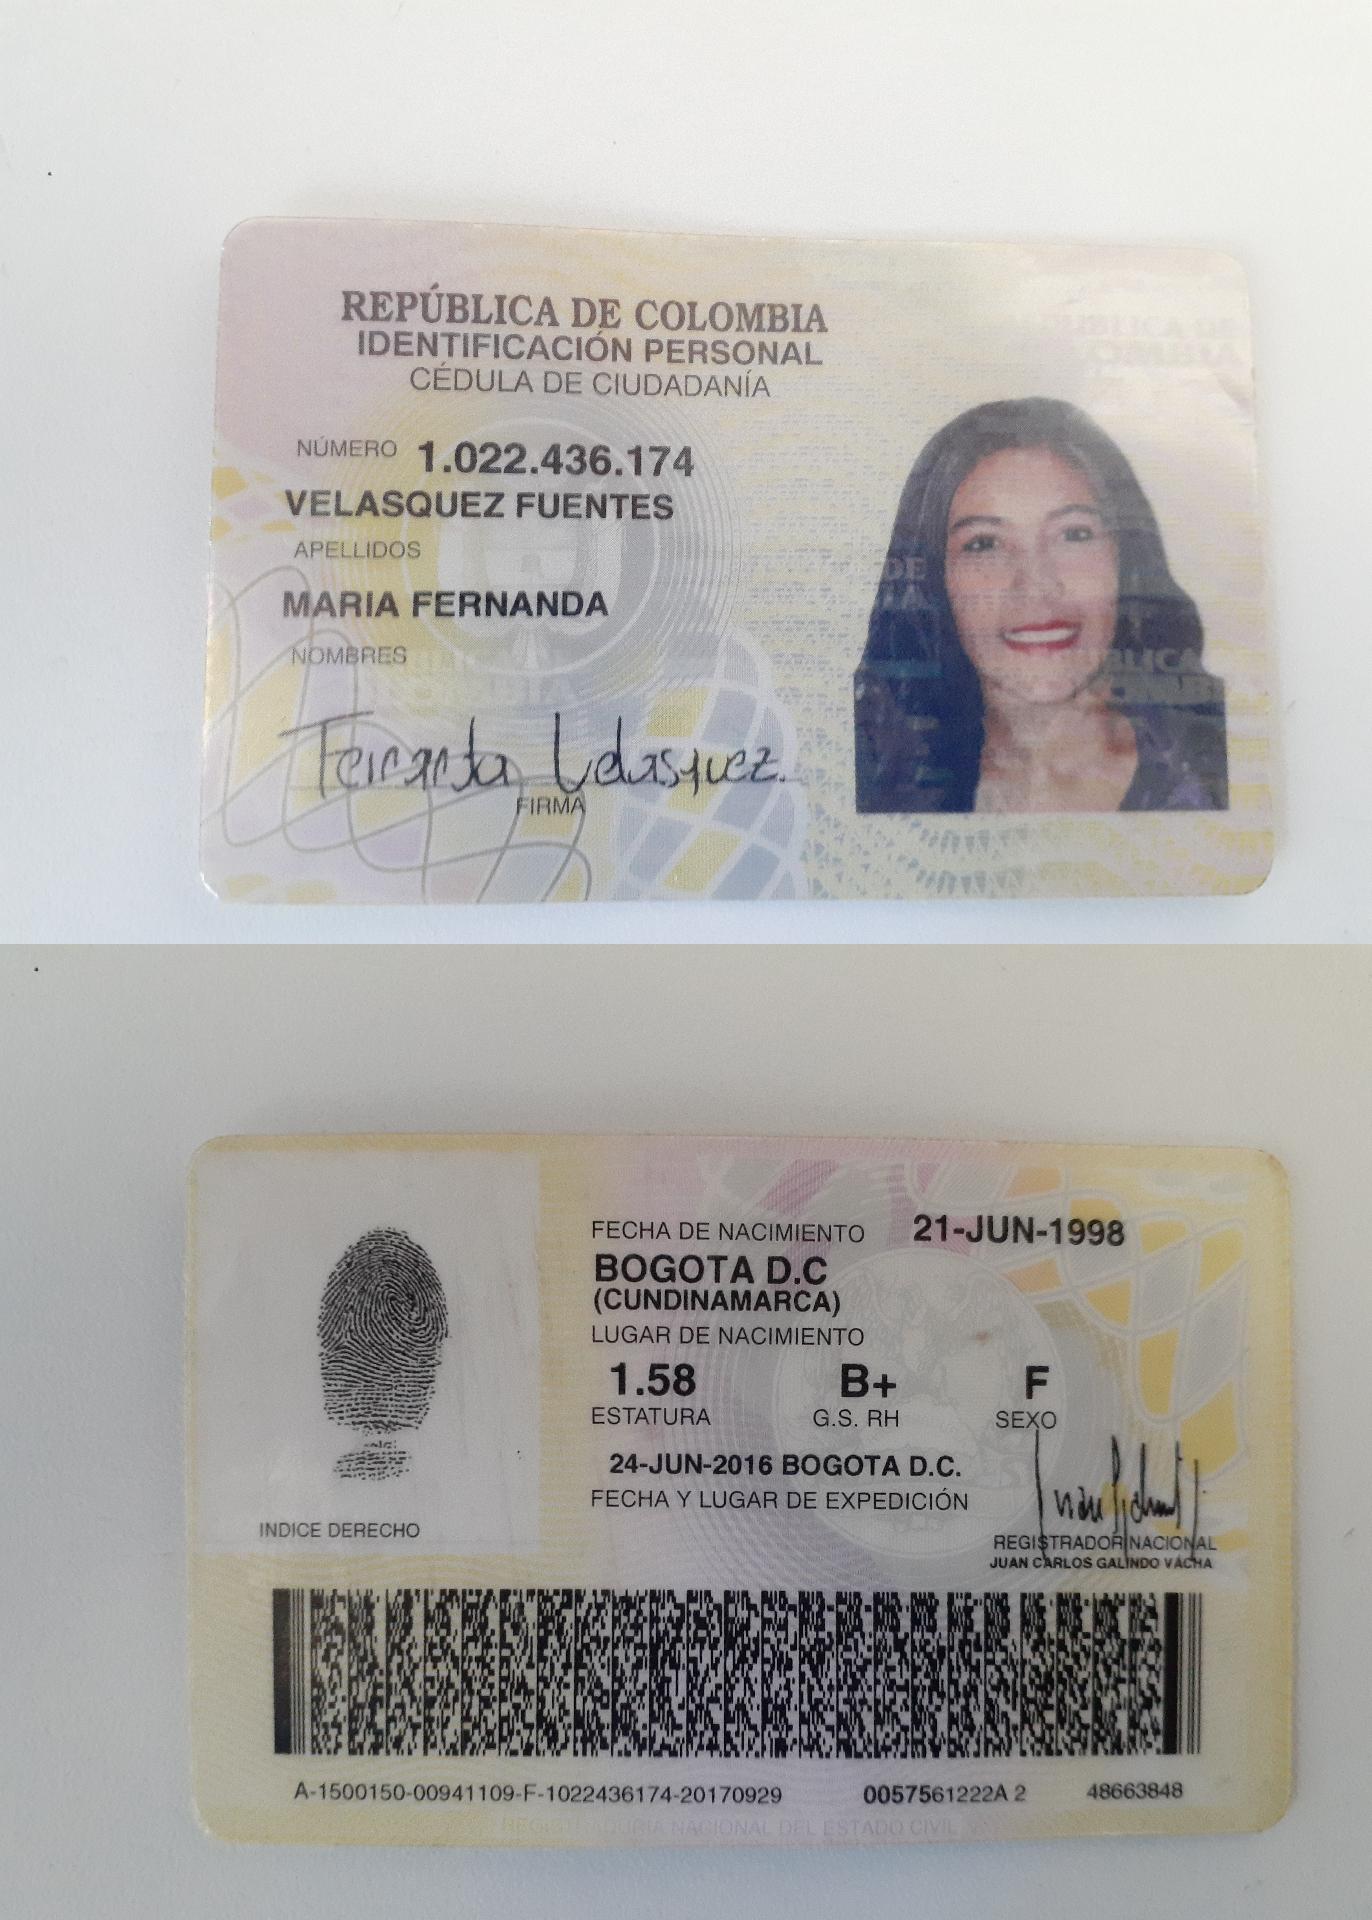 REPÚBLICA DE COLOMBIA
IDENTIFICACIÓN PERSONAL
CÉDULA DE CIUDADANÍA
NÚMERO 1.022.436.174
VELASQUEZ FUENTES
APELLIDOS
MARIA FERNANDA
NOMBRES
Fernanda Velasquez.
FIRMA
FECHA DE NACIMIENTO 21-JUN-1998
BOGOTA D.C
(CUNDINAMARCA)
LUGAR DE NACIMIENTO
1.58 B+ F
ESTATURA G.S. RH SEXO
24-JUN-2016 BOGOTA D.C.
FECHA Y LUGAR DE EXPEDICIÓN
INDICE DERECHO
REGISTRADOR NACIONAL
JUAN CARLOS GALINDO VACHA
A-1500150-00941109-F-1022436174-20170929 0057561222A 2 48663848
REGISTRADURIA NACIONAL DEL ESTADO CIVIL